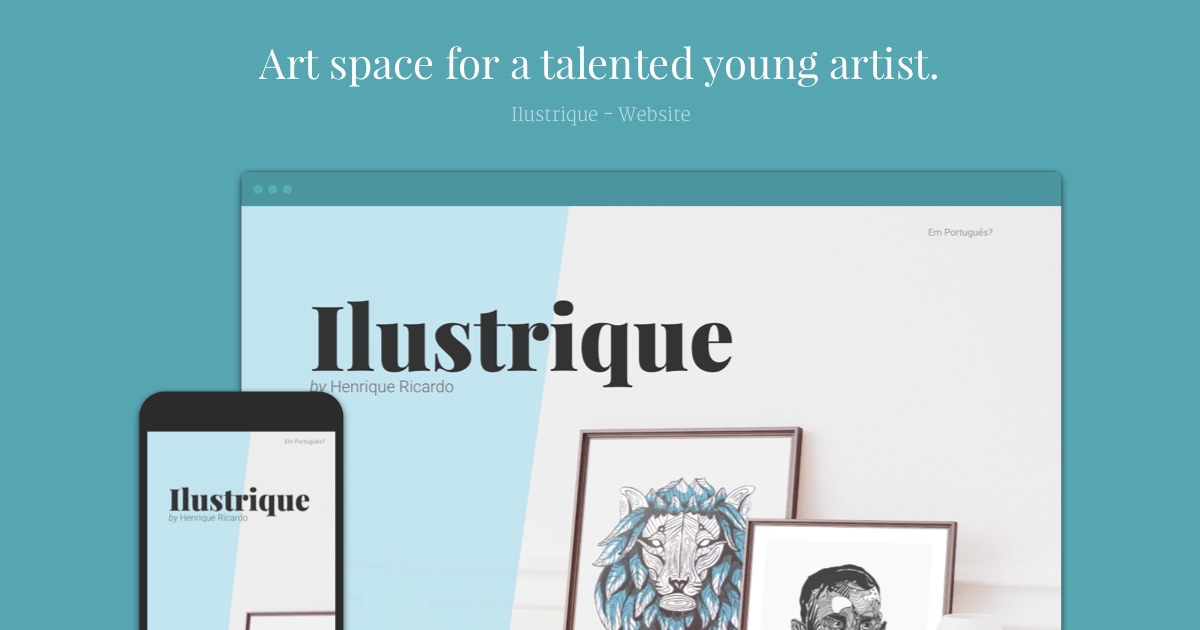 Art space for a talented young artist.
Ilustrique – Website
Em Português?
Ilustrique
by Henrique Ricardo
Em Português?
Ilustrique
by Henrique Ricardo